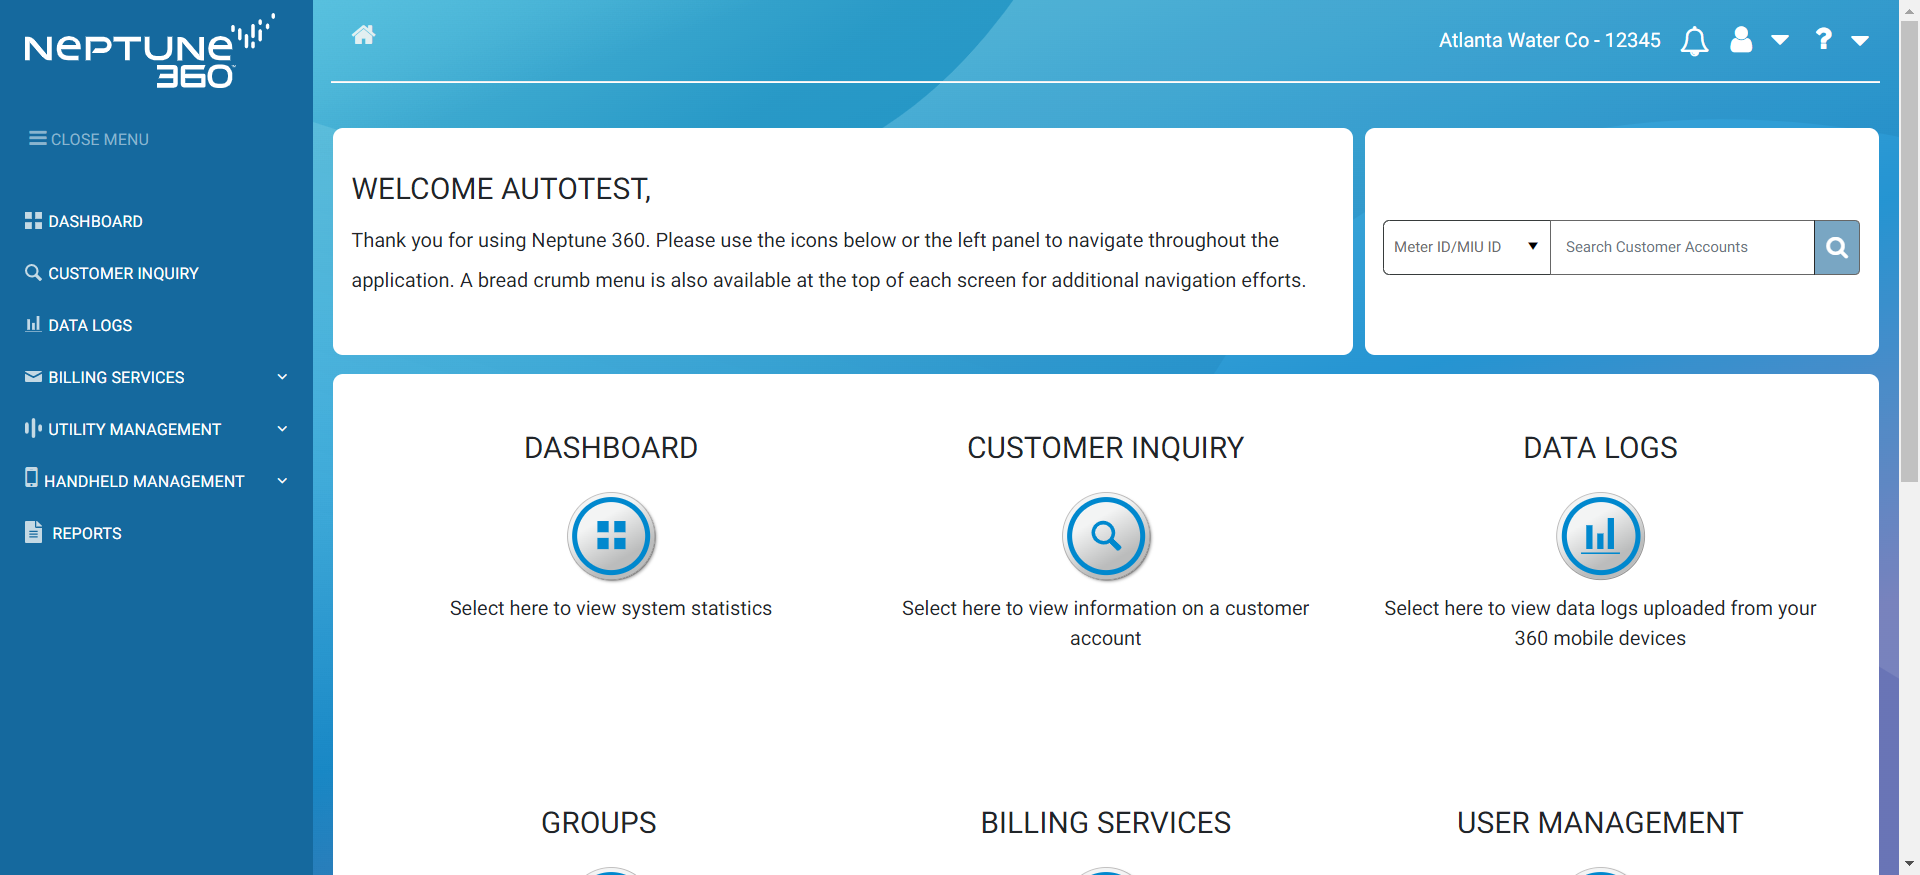 NEPTUNE
360™
CLOSE MENU
DASHBOARD
CUSTOMER INQUIRY
DATA LOGS
BILLING SERVICES
UTILITY MANAGEMENT
HANDHELD MANAGEMENT
REPORTS
Atlanta Water Co - 12345
?
WELCOME AUTOTEST,
Thank you for using Neptune 360. Please use the icons below or the left panel to navigate throughout the
application. A bread crumb menu is also available at the top of each screen for additional navigation efforts.
Meter ID/MIU ID
Search Customer Accounts
DASHBOARD
Select here to view system statistics
CUSTOMER INQUIRY
Select here to view information on a customer
account
DATA LOGS
Select here to view data logs uploaded from your
360 mobile devices
GROUPS
BILLING SERVICES
USER MANAGEMENT